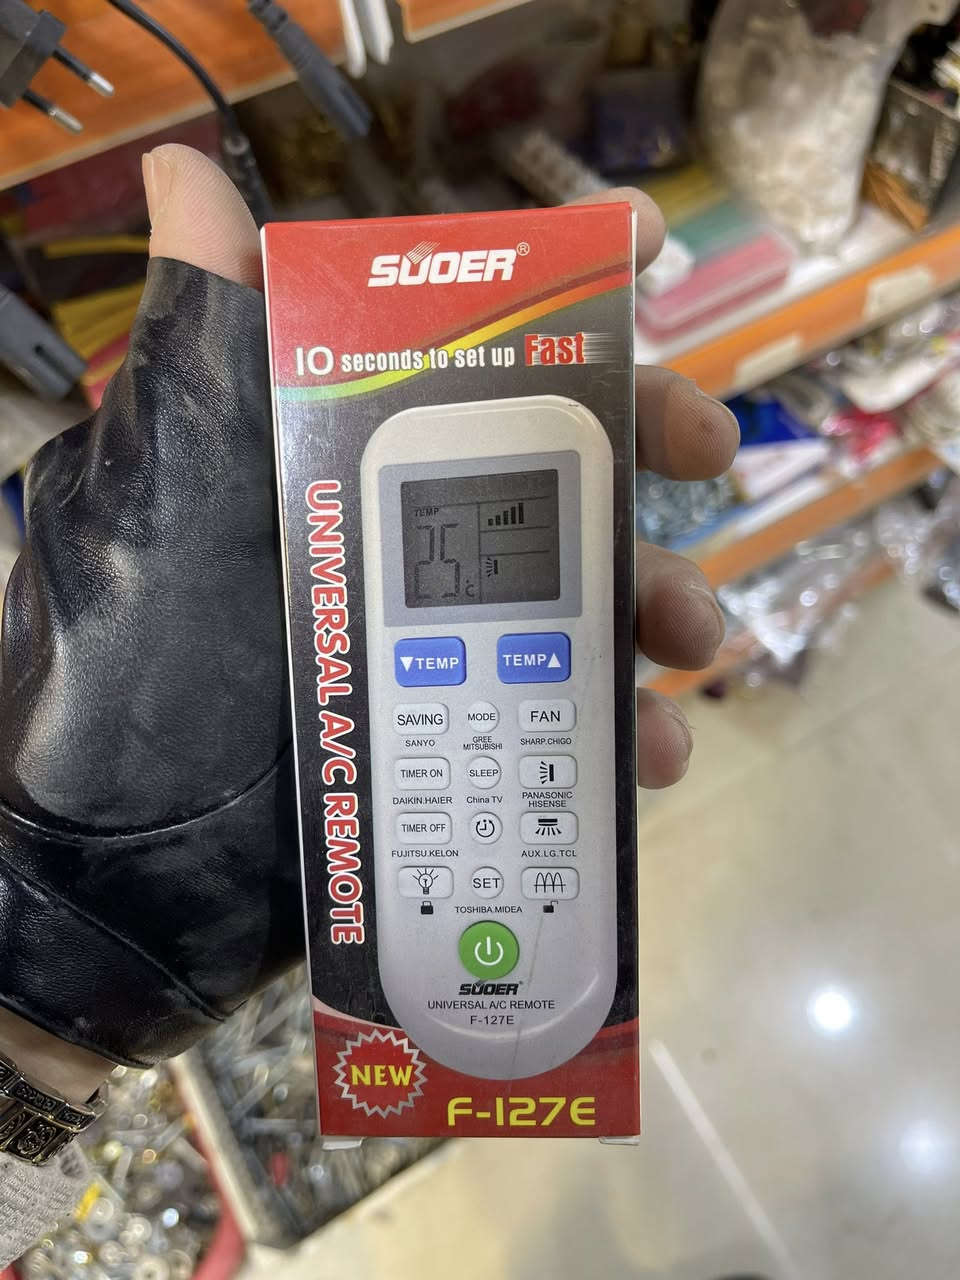 SUOER®
10 seconds to set up Fast
UNIVERSAL A/C REMOTE
TEMP
25°C
▼TEMP
TEMP▲
SAVING
MODE
FAN
SANYO
GREE
MITSUBISHI
SHARP.CHIGO
TIMER ON
SLEEP
DAIKIN.HAIER
China TV
PANASONIC
HISENSE
TIMER OFF
FUJITSU.KELON
AUX.LG.TCL
SET
TOSHIBA.MIDEA
SUOER®
UNIVERSAL A/C REMOTE
F-127E
NEW
F-127E